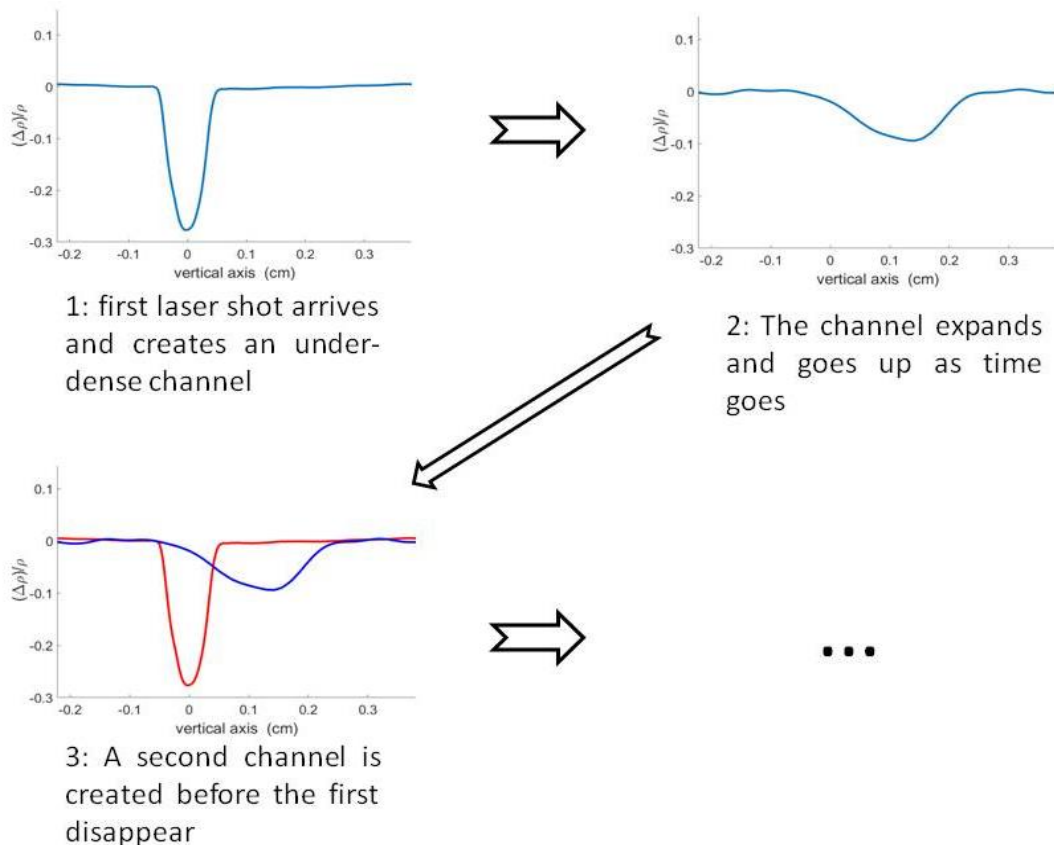 0.1
0
-0.1
-0.2
-0.3
(Δρ)/ρ
-0.2 -0.1 0 0.1 0.2 0.3
vertical axis (cm)
1: first laser shot arrives
and creates an under-
dense channel
0.1
0
-0.1
-0.2
-0.3
(Δρ)/ρ
-0.2 -0.1 0 0.1 0.2 0.3
vertical axis (cm)
2: The channel expands
and goes up as time
goes
0.1
0
-0.1
-0.2
-0.3
(Δρ)/ρ
-0.2 -0.1 0 0.1 0.2 0.3
vertical axis (cm)
3: A second channel is
created before the first
disappear
...